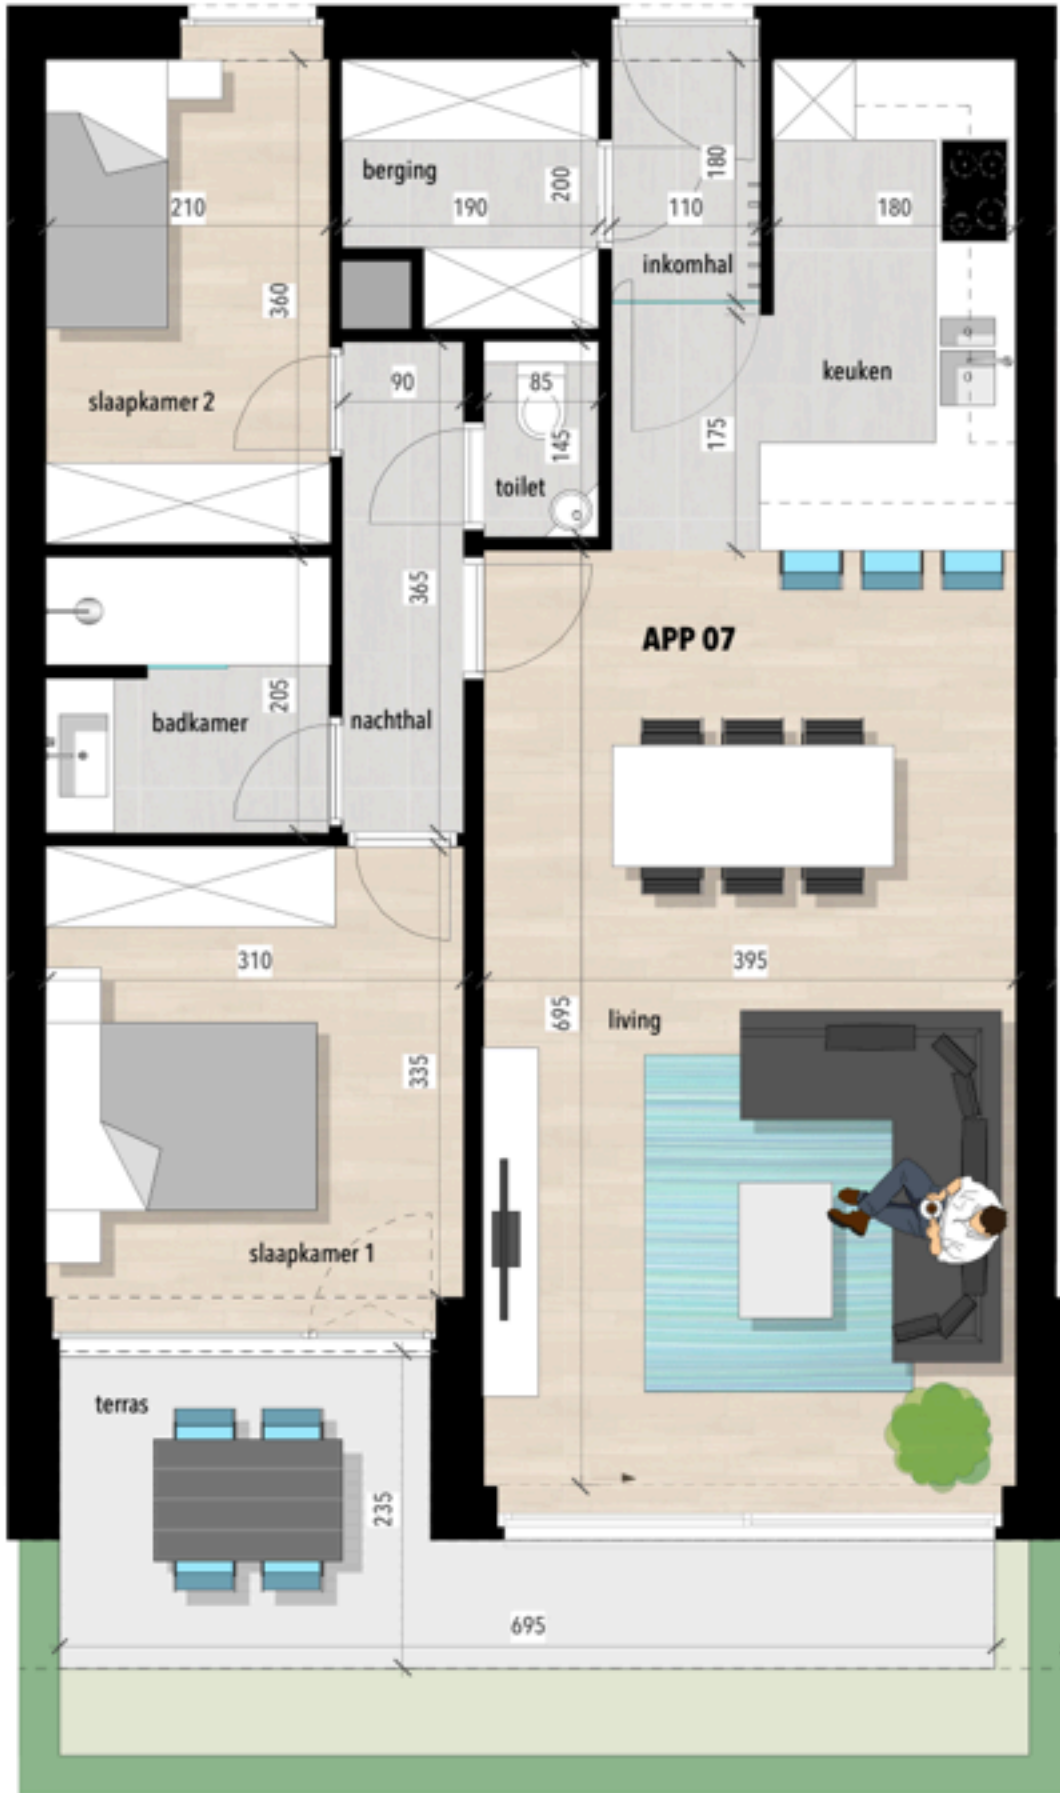 berging
180
200
210
190
110
180
inkomhal
360
keuken
90
85
slaapkamer 2
175
145
toilet
365
APP 07
205
badkamer
nachthal
310
395
695
living
335
slaapkamer 1
terras
235
695